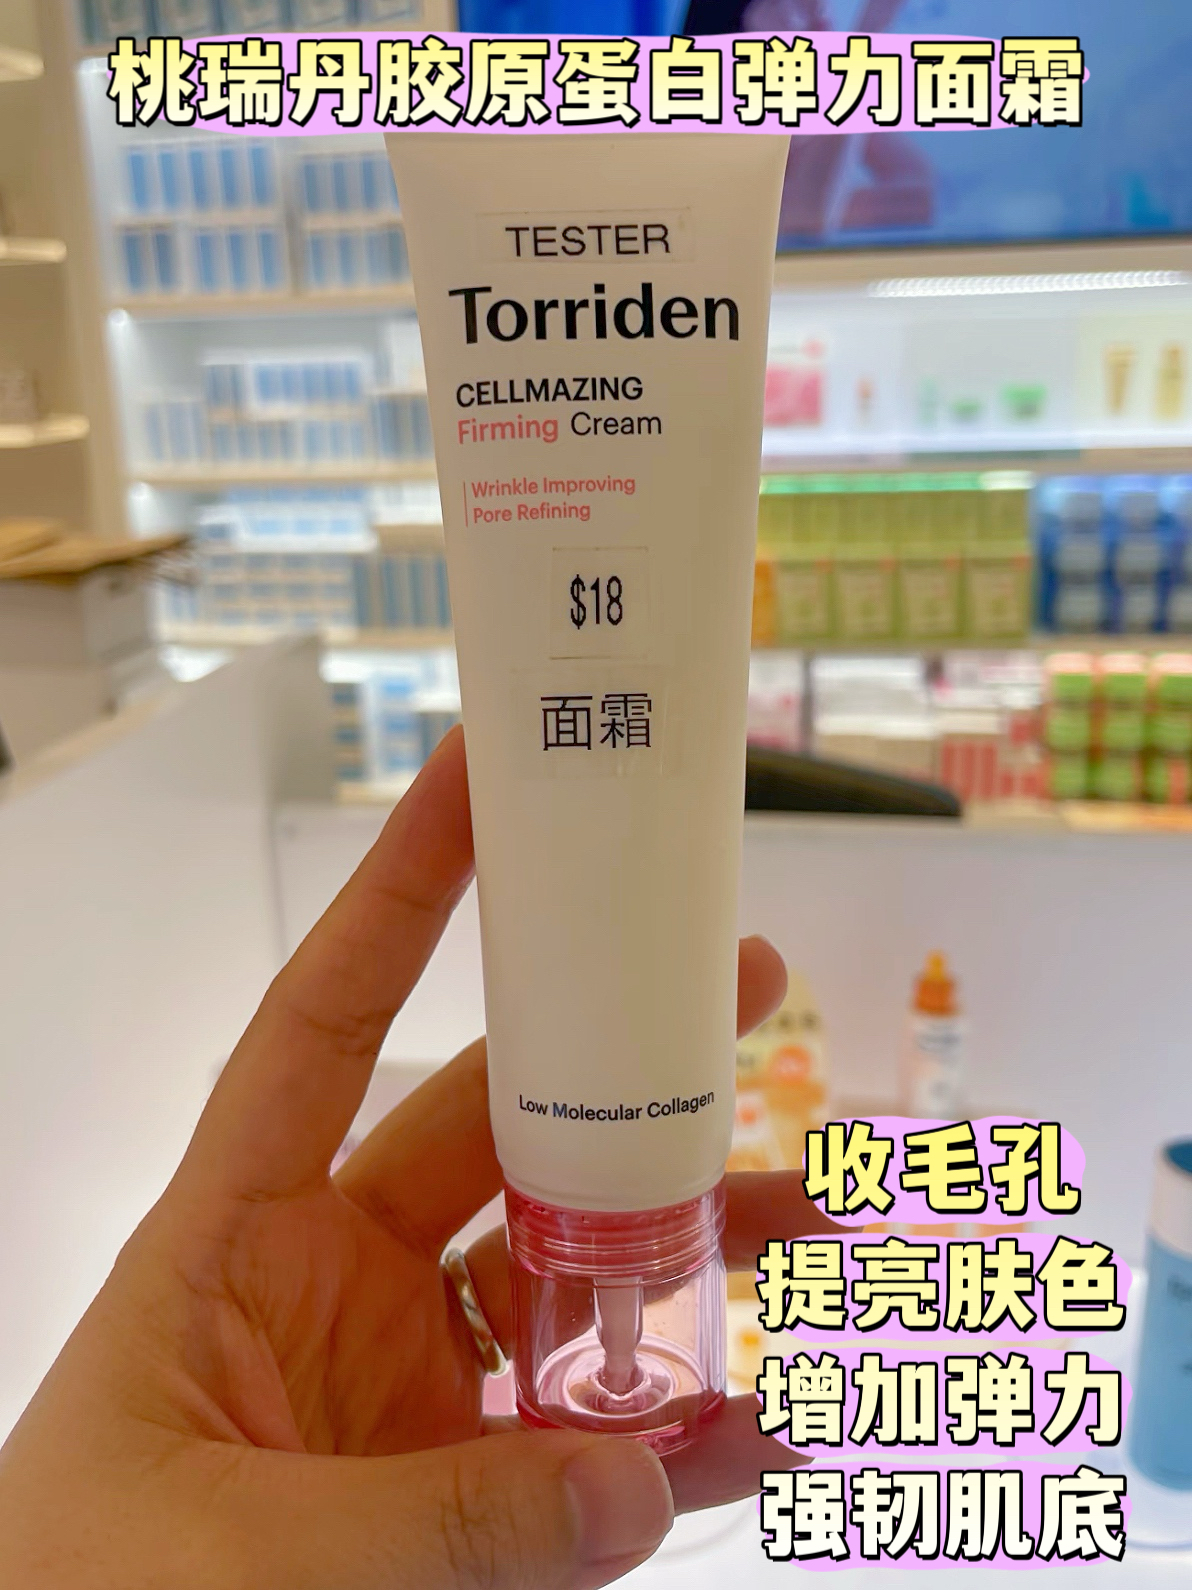 桃瑞丹胶原蛋白弹力面霜
TESTER
Torriden
CELLMAZING
Firming Cream
Wrinkle Improving
Pore Refining
$18
面霜
Low Molecular Collagen
收毛孔
提亮肤色
增加弹力
强韧肌底